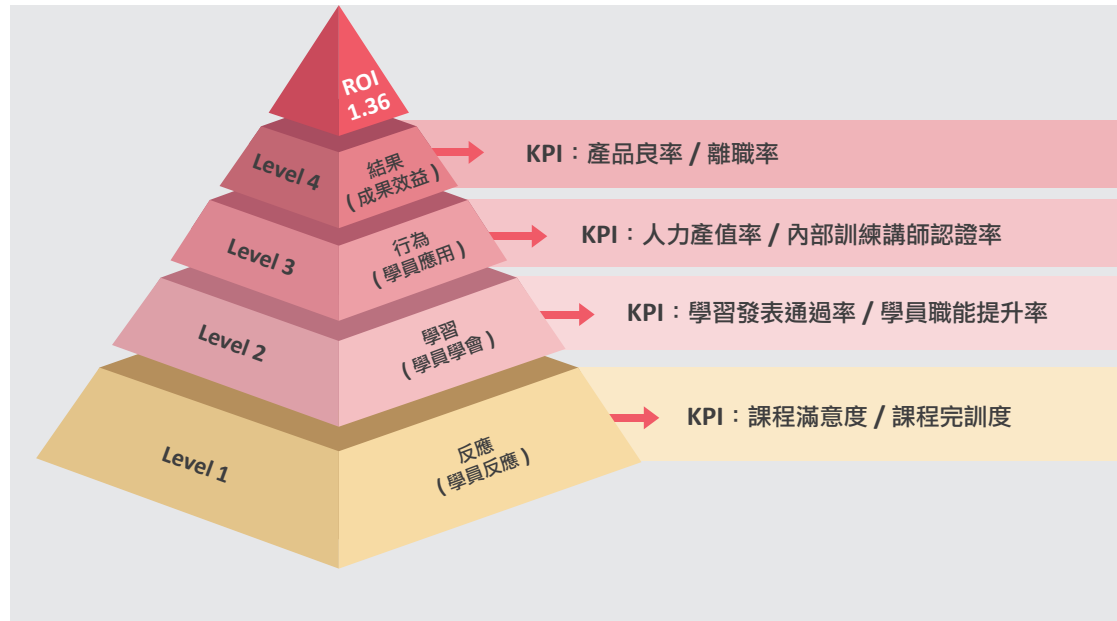 ROI
1.36
Level 4
結果
( 成果效益 )
KPI：產品良率 / 離職率
Level 3
行為
( 學員應用 )
KPI：人力產值率 / 內部訓練講師認證率
Level 2
學習
( 學員學會 )
KPI：學習發表通過率 / 學員職能提升率
Level 1
反應
( 學員反應 )
KPI：課程滿意度 / 課程完訓度